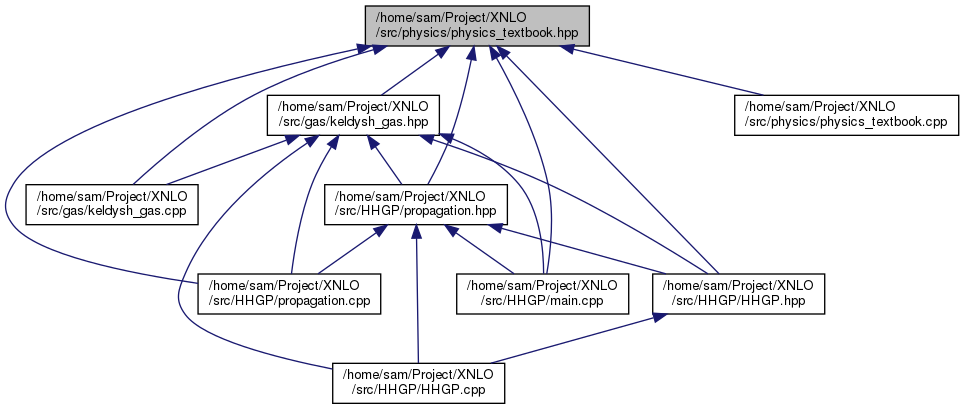 /home/sam/Project/XNLO
/src/physics/physics_textbook.hpp
/home/sam/Project/XNLO
/src/gas/keldysh_gas.hpp
/home/sam/Project/XNLO
/src/physics/physics_textbook.cpp
/home/sam/Project/XNLO
/src/gas/keldysh_gas.cpp
/home/sam/Project/XNLO
/src/HHGP/propagation.hpp
/home/sam/Project/XNLO
/src/HHGP/propagation.cpp
/home/sam/Project/XNLO
/src/HHGP/main.cpp
/home/sam/Project/XNLO
/src/HHGP/HHGP.hpp
/home/sam/Project/XNLO
/src/HHGP/HHGP.cpp